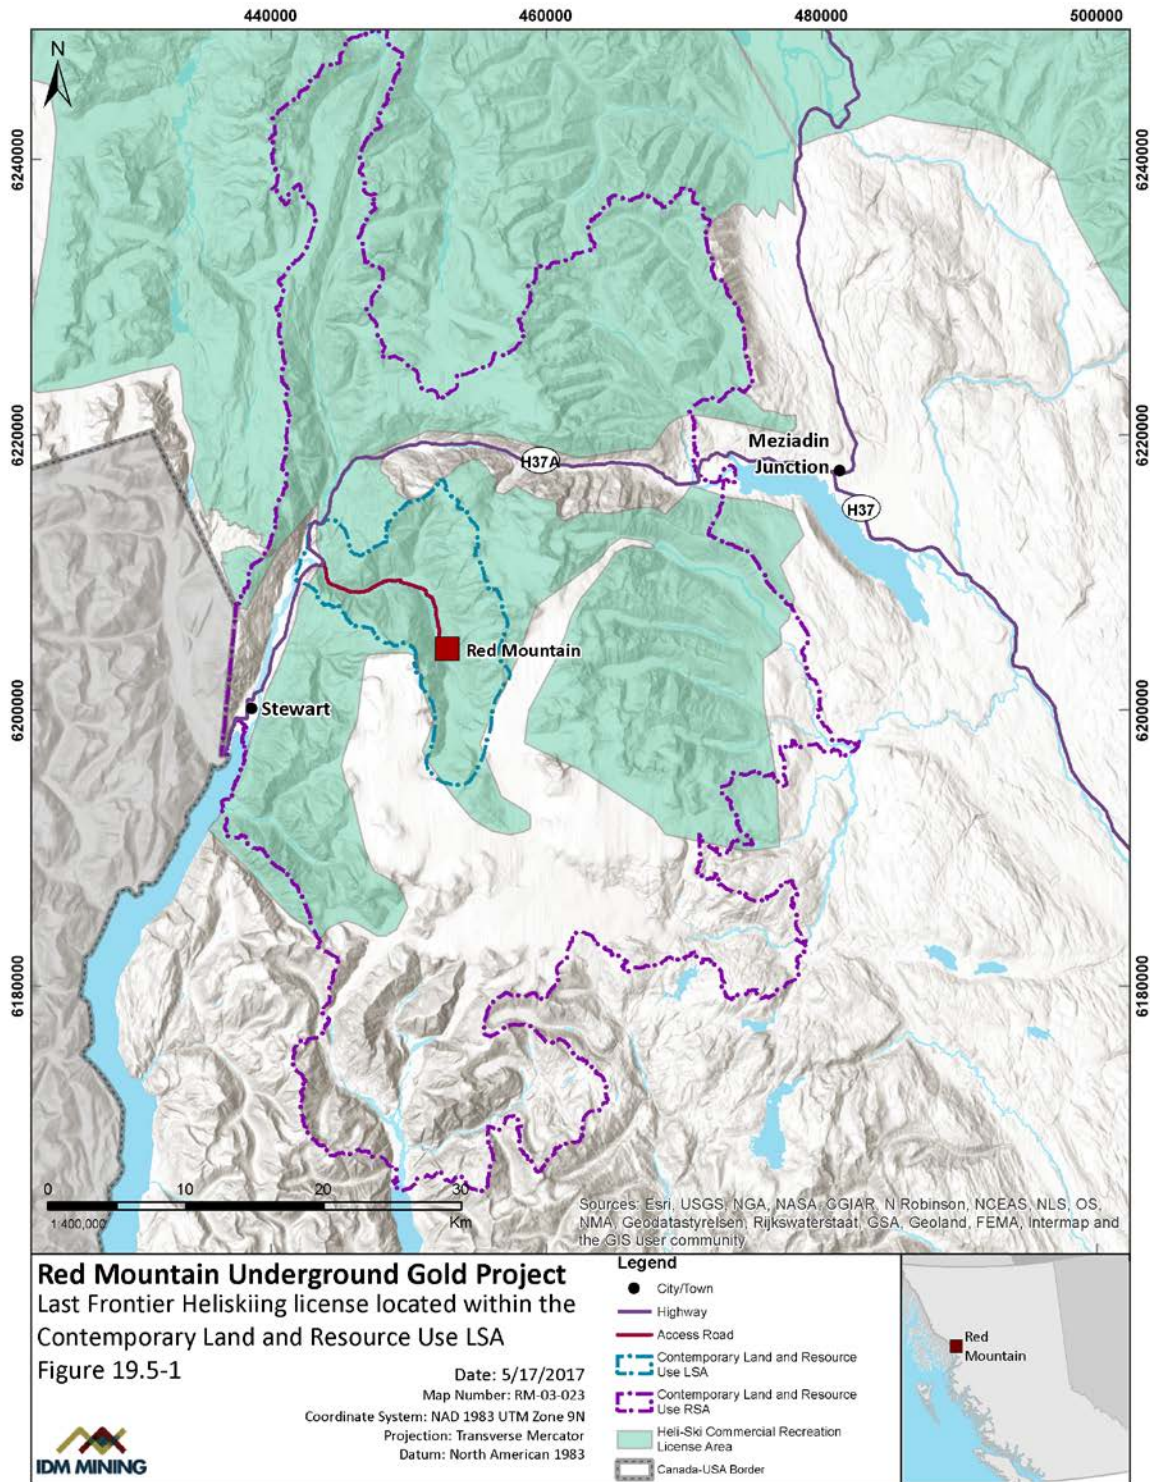 440000 460000 480000 500000
N
6240000 6240000
6220000 6220000
Meziadin
Junction
H37A
H37
Red Mountain
Stewart
6200000 6200000
6180000 6180000
0 10 20 30
Km
1:400,000
Sources: Esri, USGS, NGA, NASA, CGIAR, N Robinson, NCEAS, NLS, OS,
NMA, Geodatastyrelsen, Rijkswaterstaat, GSA, Geoland, FEMA, Intermap and
the GIS user community
Red Mountain Underground Gold Project
Last Frontier Heliskiing license located within the
Contemporary Land and Resource Use LSA
Figure 19.5-1
Date: 5/17/2017
Map Number: RM-03-023
Coordinate System: NAD 1983 UTM Zone 9N
Projection: Transverse Mercator
Datum: North American 1983
IDM MINING
Legend
City/Town
Highway
Access Road
Contemporary Land and Resource
Use LSA
Contemporary Land and Resource
Use RSA
Heli-Ski Commercial Recreation
License Area
Canada-USA Border
Red
Mountain